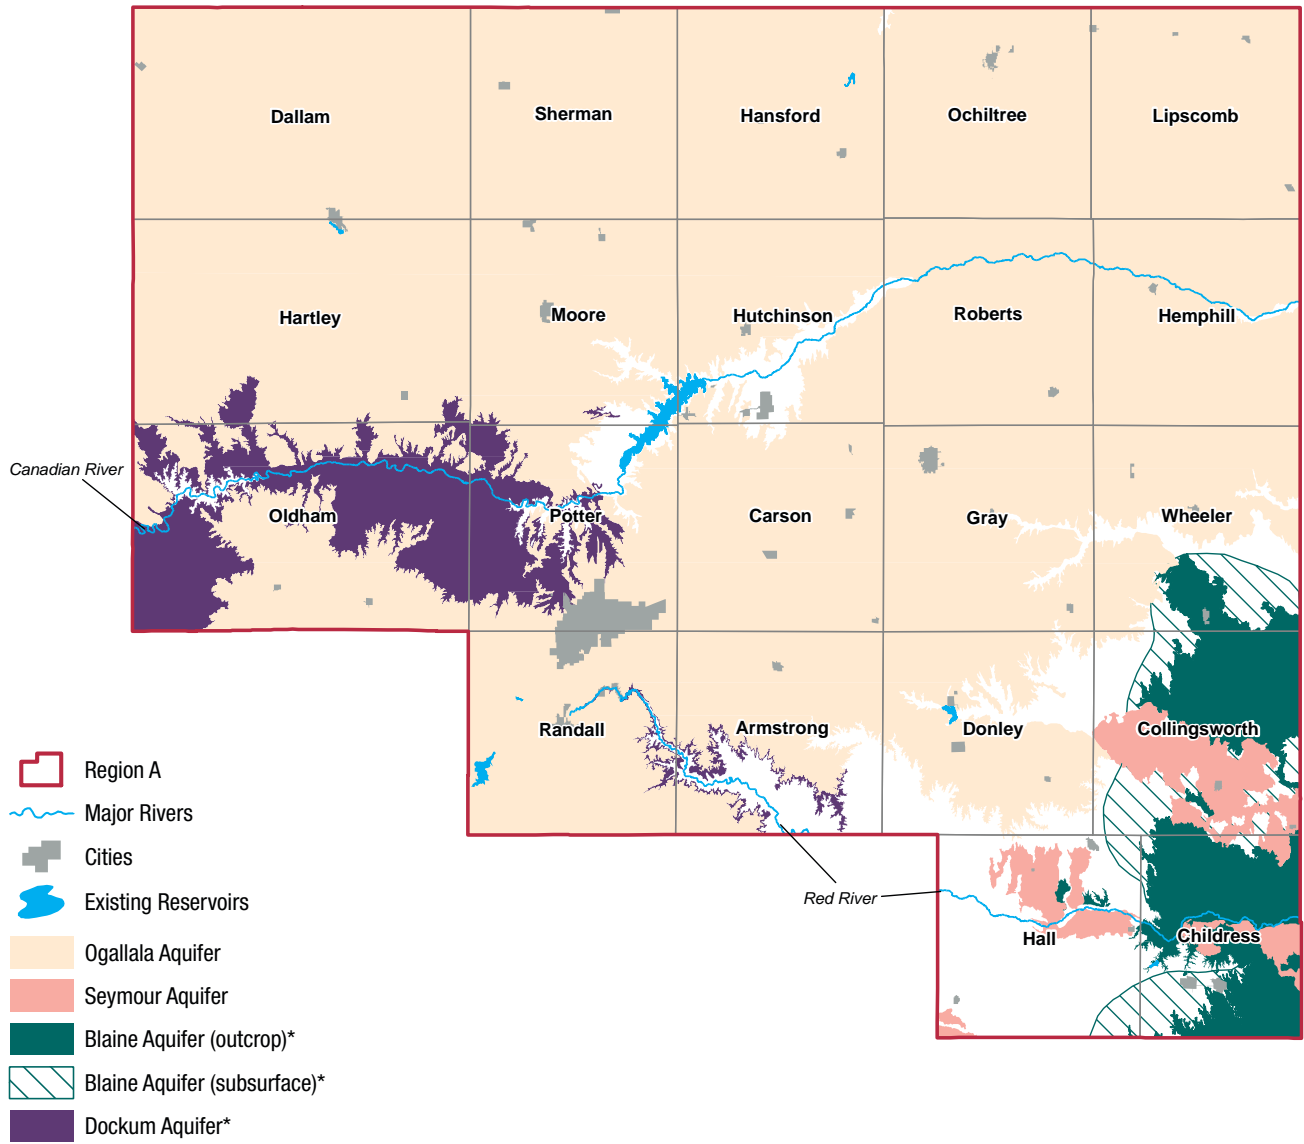 Dallam
Sherman
Hansford
Ochiltree
Lipscomb
Hartley
Moore
Hutchinson
Roberts
Hemphill
Canadian River
Oldham
Potter
Carson
Gray
Wheeler
Randall
Armstrong
Donley
Collingsworth
Red River
Hall
Childress
Region A
Major Rivers
Cities
Existing Reservoirs
Ogallala Aquifer
Seymour Aquifer
Blaine Aquifer (outcrop)*
Blaine Aquifer (subsurface)*
Dockum Aquifer*